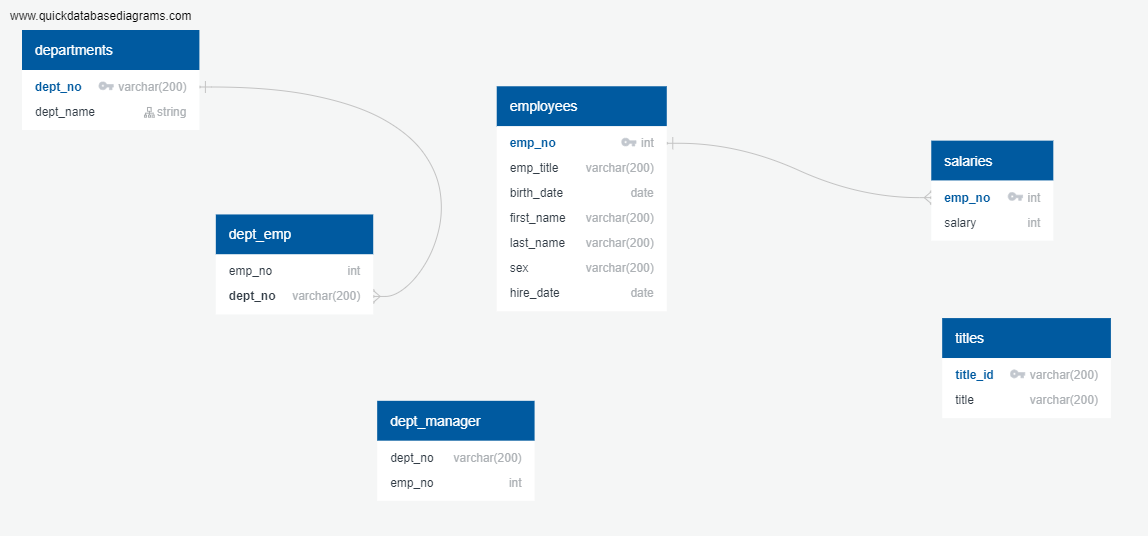 www.quickdatabasediagrams.com
departments
dept_no varchar(200)
dept_name string
employees
emp_no int
emp_title varchar(200)
birth_date date
first_name varchar(200)
last_name varchar(200)
sex varchar(200)
hire_date date
salaries
emp_no int
salary int
dept_emp
emp_no int
dept_no varchar(200)
titles
title_id varchar(200)
title varchar(200)
dept_manager
dept_no varchar(200)
emp_no int